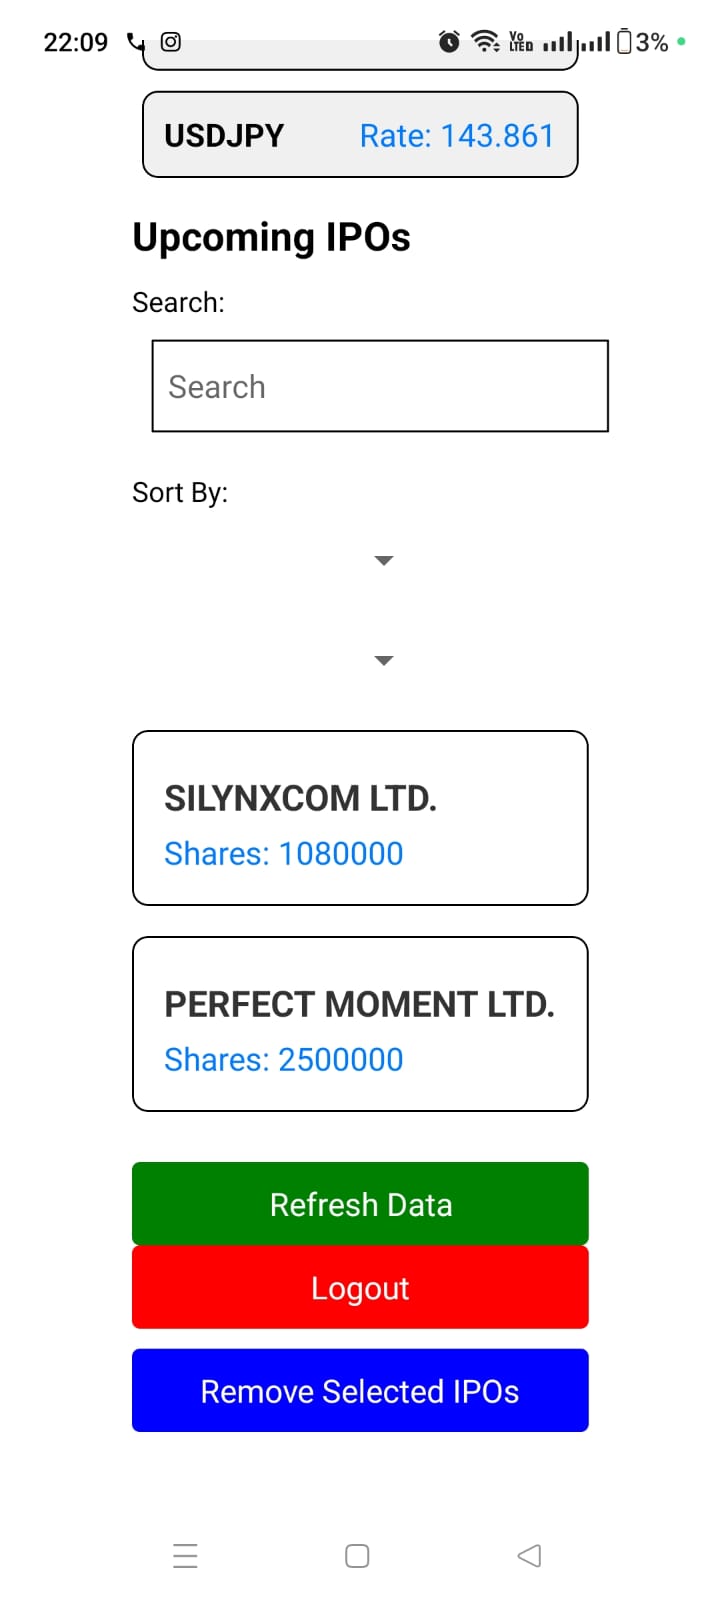 22:09 Vo LTED 3%
USDJPY Rate: 143.861
Upcoming IPOs
Search:
Search
Sort By:
SILYNXCOM LTD.
Shares: 1080000
PERFECT MOMENT LTD.
Shares: 2500000
Refresh Data
Logout
Remove Selected IPOs